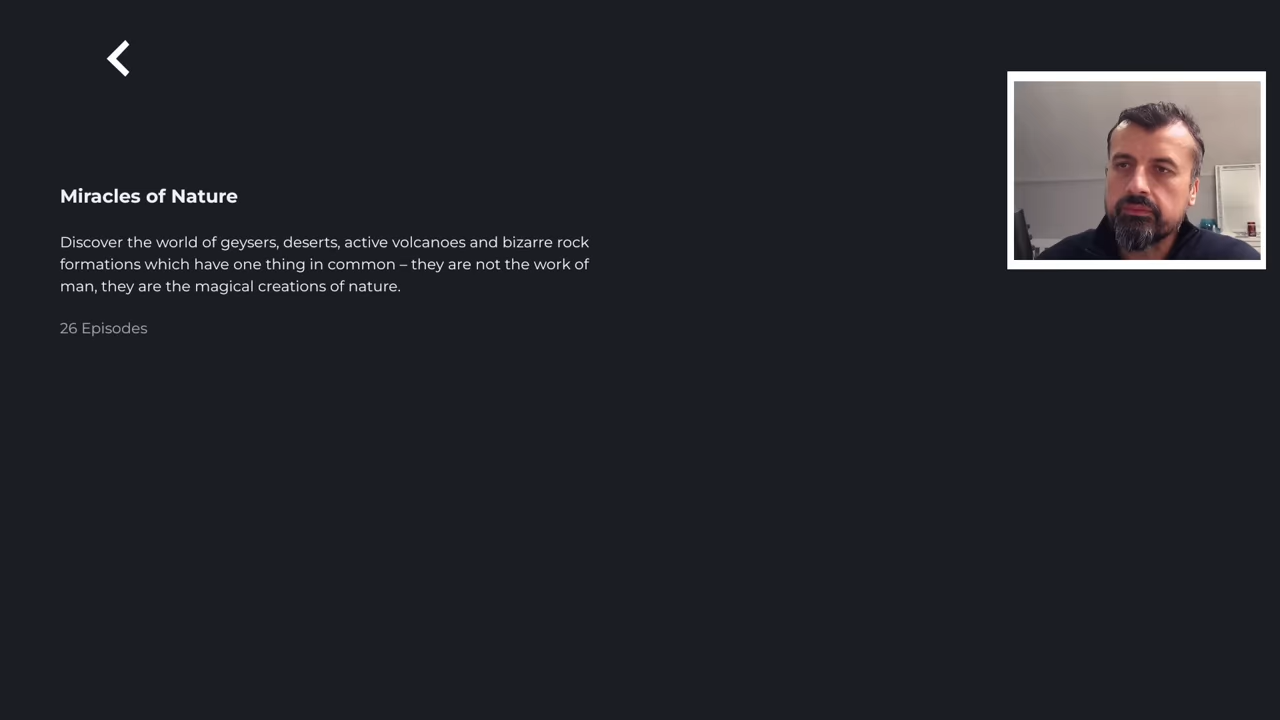 Miracles of Nature
Discover the world of geysers, deserts, active volcanoes and bizarre rock
formations which have one thing in common – they are not the work of
man, they are the magical creations of nature.
26 Episodes